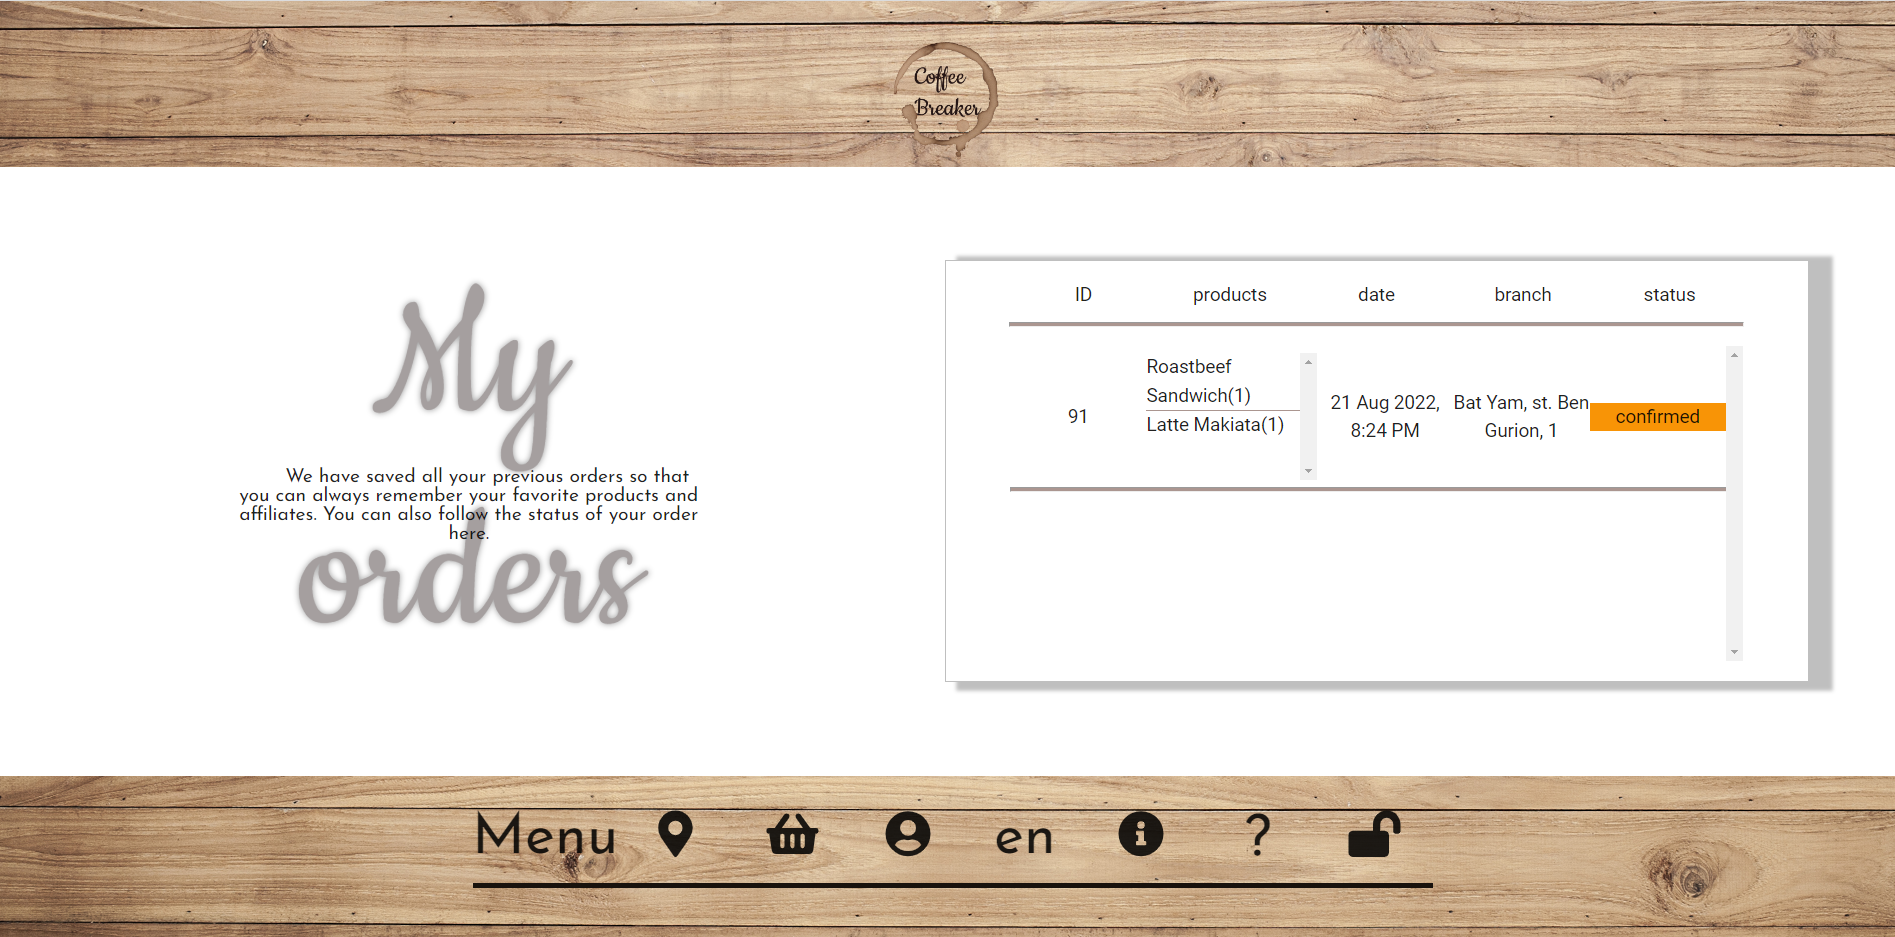 Coffee
Breaker
My
orders
We have saved all your previous orders so that
you can always remember your favorite products and
affiliates. You can also follow the status of your order
here.
ID products date branch status
91
Roastbeef
Sandwich(1)
Latte Makiata(1)
21 Aug 2022,
8:24 PM
Bat Yam, st. Ben
Gurion, 1
confirmed
Menu en ?